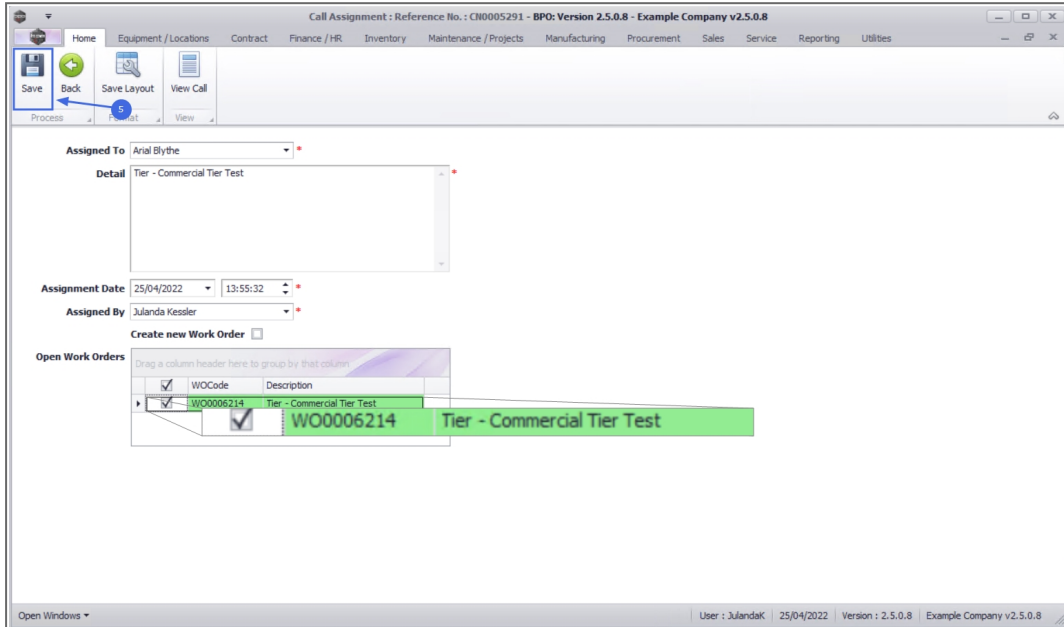 Call Assignment : Reference No. : CN0005291 - BPO: Version 2.5.0.8 - Example Company v2.5.0.8
Home Equipment / Locations Contract Finance / HR Inventory Maintenance / Projects Manufacturing Procurement Sales Service Reporting Utilities
Save Back Save Layout View Call
5
Process Format View
Assigned To Arial Blythe *
Detail Tier - Commercial Tier Test *
Assignment Date 25/04/2022 13:55:32 *
Assigned By Julanda Kessler *
Create new Work Order
Open Work Orders
Drag a column header here to group by that column
WOCode Description
WO0006214 Tier - Commercial Tier Test
WO0006214 Tier - Commercial Tier Test
Open Windows User : JulandaK 25/04/2022 Version : 2.5.0.8 Example Company v2.5.0.8